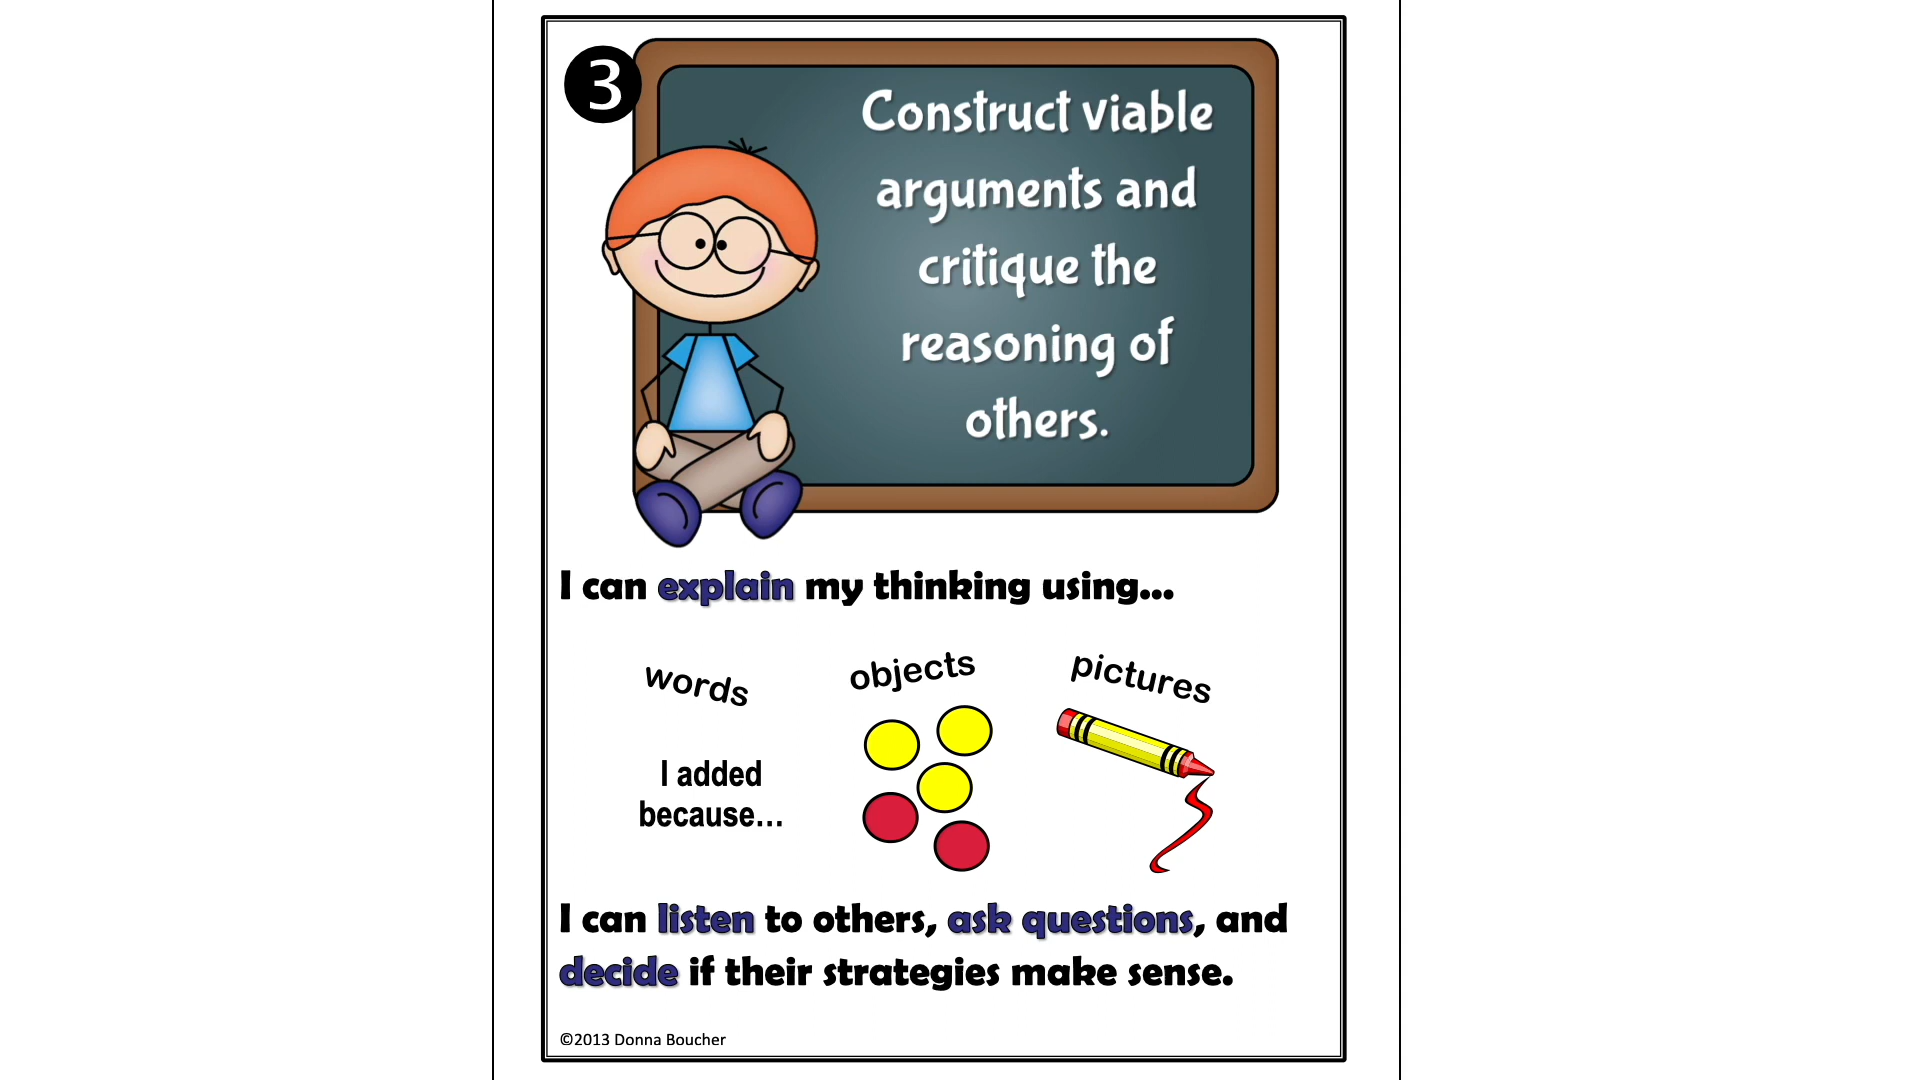 3
Construct viable
arguments and
critique the
reasoning of
others.
I can explain my thinking using...
words
objects
pictures
I added
because...
I can listen to others, ask questions, and
decide if their strategies make sense.
©2013 Donna Boucher